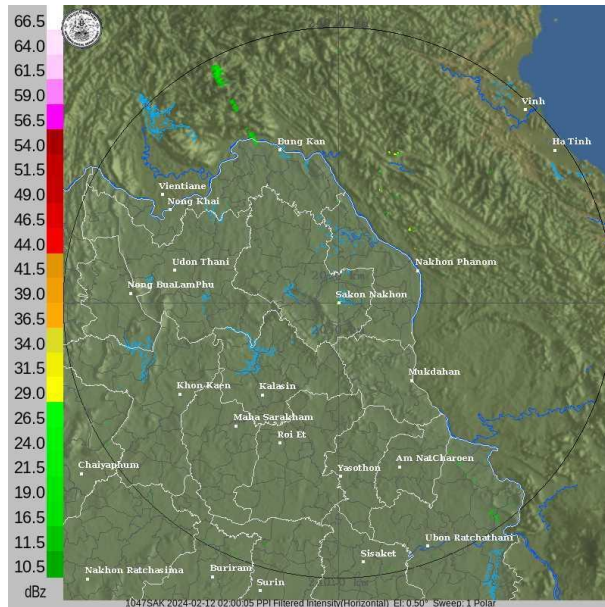 66.5
64.0
61.5
59.0
56.5
54.0
51.5
49.0
46.5
44.0
41.5
39.0
36.5
34.0
31.5
29.0
26.5
24.0
21.5
19.0
16.5
11.5
10.5
dBz
Vinh
Ha Tinh
Bung Kan
Vientiane
Nong Khai
Udon Thani
Nakhon Phanom
Nong BuaLamPhu
Sakon Nakhon
Mukdahan
Khon Kaen
Kalasin
Maha Sarakham
Roi Et
Chaiyaphum
Yasothon
Am NatCharoen
Ubon Ratchathani
Sisaket
Nakhon Ratchasima
Buriram
Surin
1047SAK 2024-02-12 02:00:05 PPI Filtered Intensity(Horizontal) El: 0.50° Sweep: 1 Polar